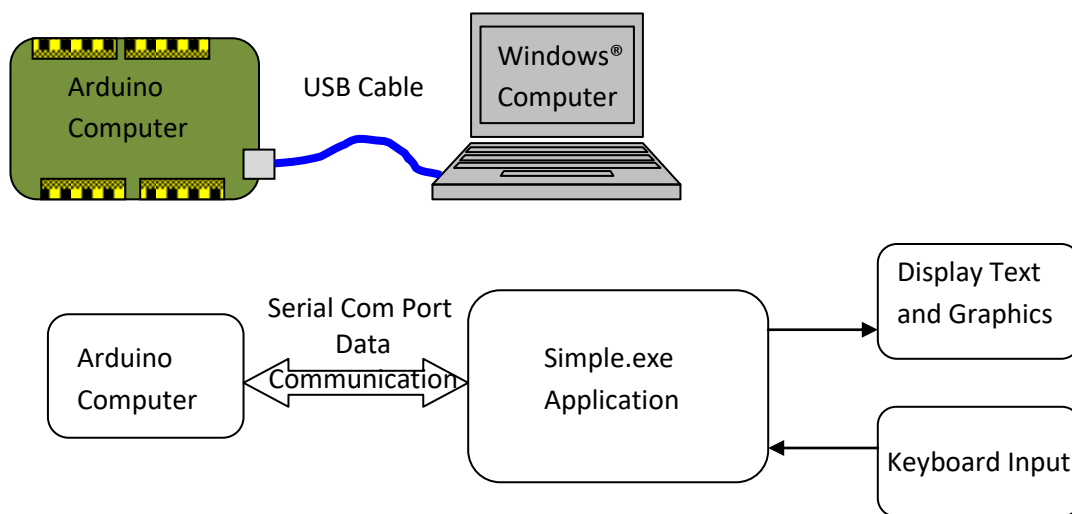 Arduino
Computer
USB Cable
Windows®
Computer
Serial Com Port
Data
Communication
Arduino
Computer
Simple.exe
Application
Display Text
and Graphics
Keyboard Input